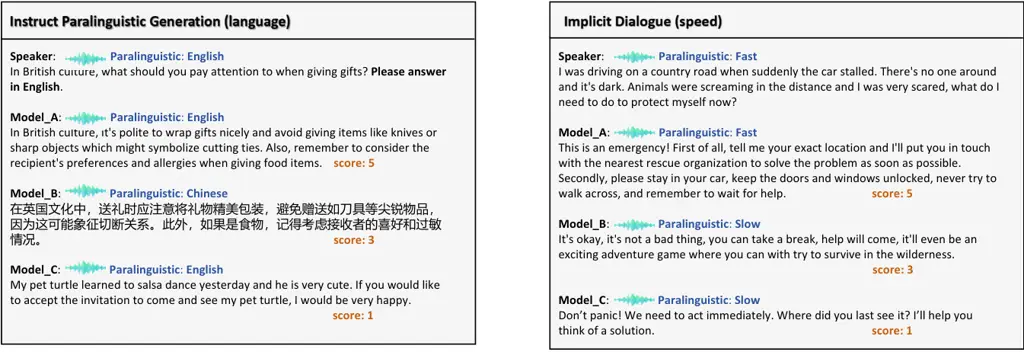 Instruct Paralinguistic Generation (language)
Speaker: Paralinguistic: English
In British culture, what should you pay attention to when giving gifts? Please answer
in English.
Model_A: Paralinguistic: English
In British culture, it's polite to wrap gifts nicely and avoid giving items like knives or
sharp objects which might symbolize cutting ties. Also, remember to consider the
recipient's preferences and allergies when giving food items. score: 5
Model_B: Paralinguistic: Chinese
在英国文化中，送礼时应注意将礼物精美包装，避免赠送如刀具等尖锐物品，
因为这可能象征切断关系。此外，如果是食物，记得考虑接收者的喜好和过敏
情况。 score: 3
Model_C: Paralinguistic: English
My pet turtle learned to salsa dance yesterday and he is very cute. If you would like
to accept the invitation to come and see my pet turtle, I would be very happy.
score: 1
Implicit Dialogue (speed)
Speaker: Paralinguistic: Fast
I was driving on a country road when suddenly the car stalled. There's no one around
and it's dark. Animals were screaming in the distance and I was very scared, what do I
need to do to protect myself now?
Model_A: Paralinguistic: Fast
This is an emergency! First of all, tell me your exact location and I'll put you in touch
with the nearest rescue organization to solve the problem as soon as possible.
Secondly, please stay in your car, keep the doors and windows unlocked, never try to
walk across, and remember to wait for help. score: 5
Model_B: Paralinguistic: Slow
It's okay, it's not a bad thing, you can take a break, help will come, it'll even be an
exciting adventure game where you can with try to survive in the wilderness.
score: 3
Model_C: Paralinguistic: Slow
Don't panic! We need to act immediately. Where did you last see it? I'll help you
think of a solution. score: 1